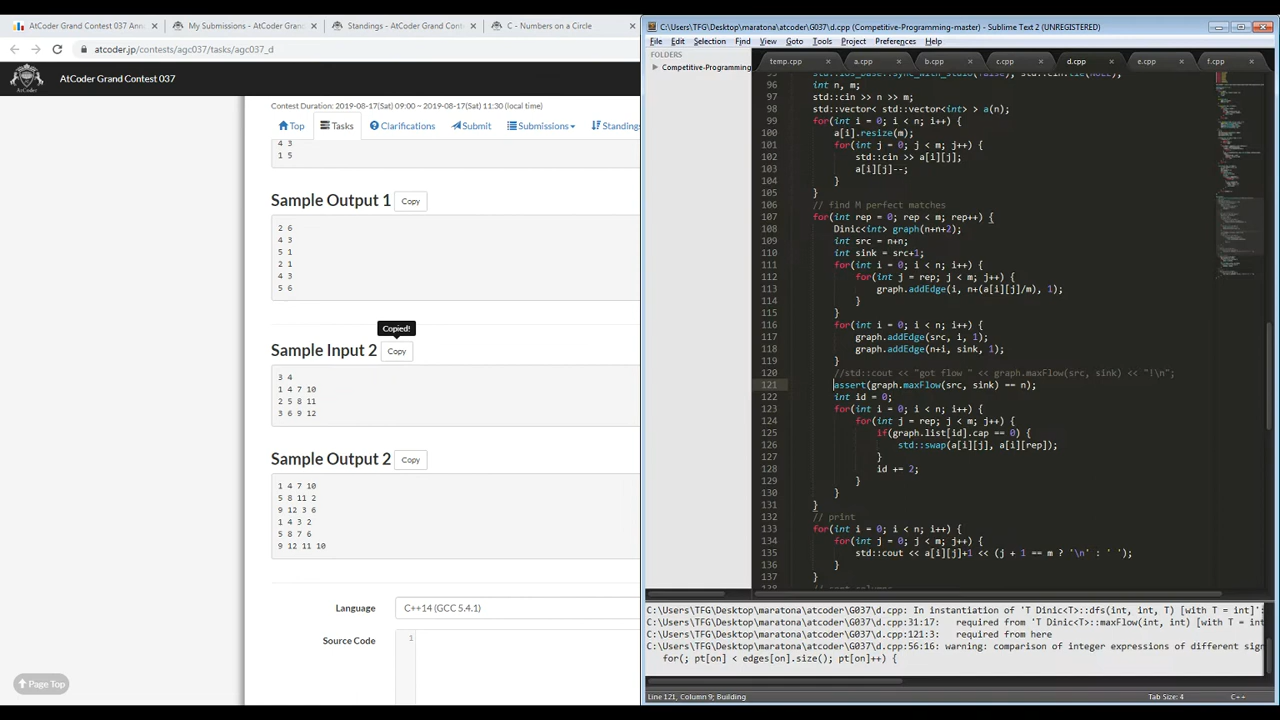 AtCoder Grand Contest 037 Ann
My Submissions - AtCoder Grand
Standings - AtCoder Grand Contest
C - Numbers on a Circle
atcoder.jp/contests/agc037/tasks/agc037_d
AtCoder Grand Contest 037
Contest Duration: 2019-08-17(Sat) 09:00 ~ 2019-08-17(Sat) 11:30 (local time)
Top
Tasks
Clarifications
Submit
Submissions
Standings
4 3
1 5
Sample Output 1
Copy
2 6
4 3
5 1
2 1
4 3
5 6
Copied!
Sample Input 2
Copy
3 4
1 4 7 10
2 5 8 11
3 6 9 12
Sample Output 2
Copy
1 4 7 10
5 8 11 2
9 12 3 6
1 4 3 2
5 8 7 6
9 12 11 10
Language
C++14 (GCC 5.4.1)
Source Code
1
Page Top
C:\Users\TFG\Desktop\maratona\atcoder\G037\d.cpp (Competitive-Programming-master) - Sublime Text 2 (UNREGISTERED)
File Edit Selection Find View Goto Tools Project Preferences Help
FOLDERS
Competitive-Programming
temp.cpp
a.cpp
b.cpp
c.cpp
d.cpp
e.cpp
f.cpp
95 std::ios_base::sync_with_stdio(false); std::cin.tie(NULL);
96 int n, m;
97 std::cin >> n >> m;
98 std::vector< std::vector<int> > a(n);
99 for(int i = 0; i < n; i++) {
100 a[i].resize(m);
101 for(int j = 0; j < m; j++) {
102 std::cin >> a[i][j];
103 a[i][j]--;
104 }
105 }
106 // find M perfect matches
107 for(int rep = 0; rep < m; rep++) {
108 Dinic<int> graph(n+n+2);
109 int src = n+n;
110 int sink = src+1;
111 for(int i = 0; i < n; i++) {
112 for(int j = rep; j < m; j++) {
113 graph.addEdge(i, n+(a[i][j]/m), 1);
114 }
115 }
116 for(int i = 0; i < n; i++) {
117 graph.addEdge(src, i, 1);
118 graph.addEdge(n+i, sink, 1);
119 }
120 //std::cout << "got flow " << graph.maxFlow(src, sink) << "!\n";
121 assert(graph.maxFlow(src, sink) == n);
122 int id = 0;
123 for(int i = 0; i < n; i++) {
124 for(int j = rep; j < m; j++) {
125 if(graph.list[id].cap == 0) {
126 std::swap(a[i][j], a[i][rep]);
127 }
128 id += 2;
129 }
130 }
131 }
132 // print
133 for(int i = 0; i < n; i++) {
134 for(int j = 0; j < m; j++) {
135 std::cout << a[i][j]+1 << (j + 1 == m ? '\n' : ' ');
136 }
137 }
138 // sort columns
C:\Users\TFG\Desktop\maratona\atcoder\G037\d.cpp: In instantiation of 'T Dinic<T>::dfs(int, int, T) [with T = int]'
C:\Users\TFG\Desktop\maratona\atcoder\G037\d.cpp:31:17: required from 'T Dinic<T>::maxFlow(int, int) [with T = int
C:\Users\TFG\Desktop\maratona\atcoder\G037\d.cpp:121:3: required from here
C:\Users\TFG\Desktop\maratona\atcoder\G037\d.cpp:56:16: warning: comparison of integer expressions of different sig
for(; pt[on] < edges[on].size(); pt[on]++) {
Line 121, Column 9; Building
Tab Size: 4
C++